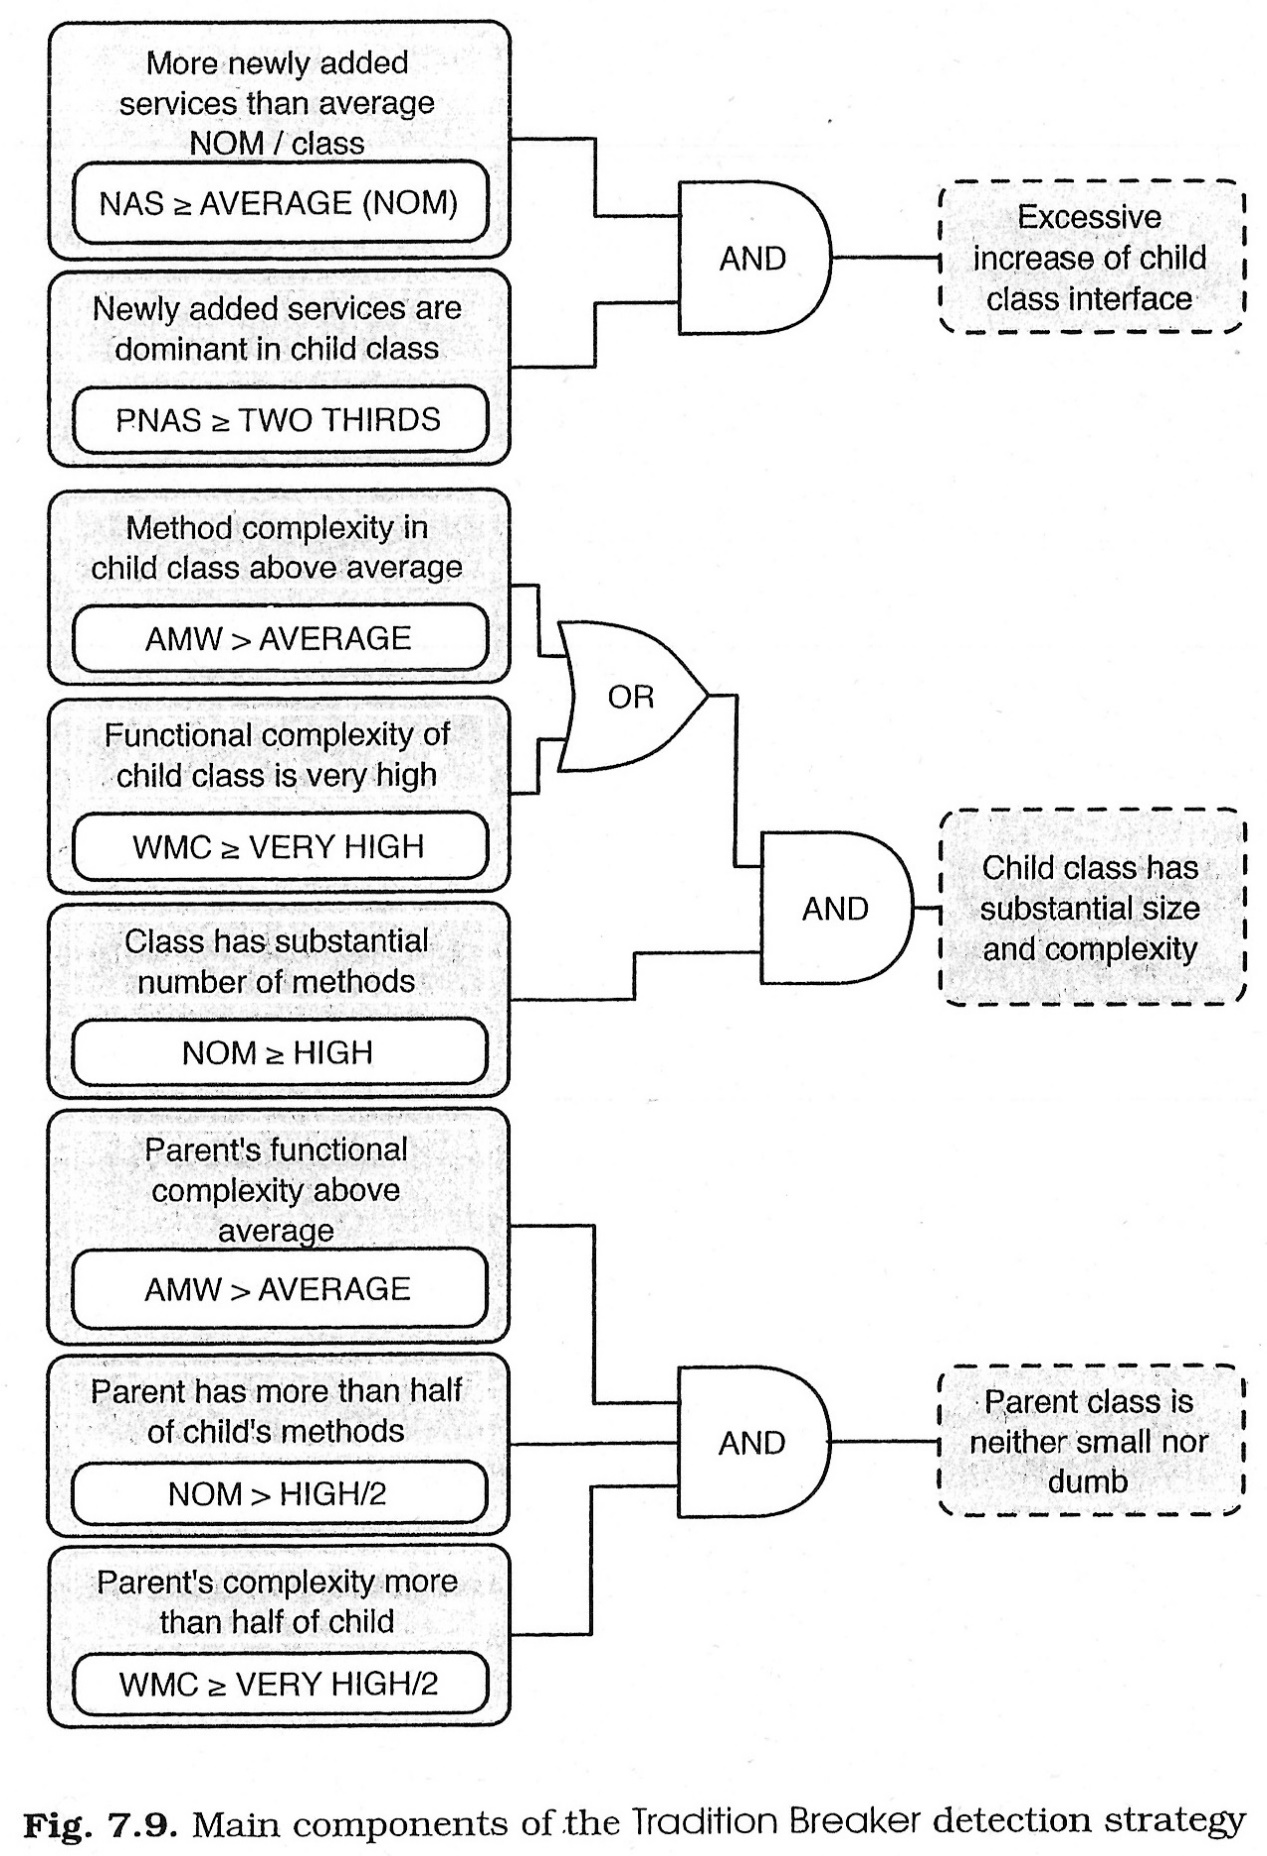 More newly added
services than average
NOM / class
NAS ≥ AVERAGE (NOM)
AND
Excessive
increase of child
class interface
Newly added services are
dominant in child class
PNAS ≥ TWO THIRDS
Method complexity in
child class above average
AMW > AVERAGE
OR
Functional complexity of
child class is very high
WMC ≥ VERY HIGH
AND
Child class has
substantial size
and complexity
Class has substantial
number of methods
NOM ≥ HIGH
Parent's functional
complexity above
average
AMW > AVERAGE
Parent has more than half
of child's methods
NOM > HIGH/2
AND
Parent class is
neither small nor
dumb
Parent's complexity more
than half of child
WMC ≥ VERY HIGH/2
Fig. 7.9. Main components of the Tradition Breaker detection strategy